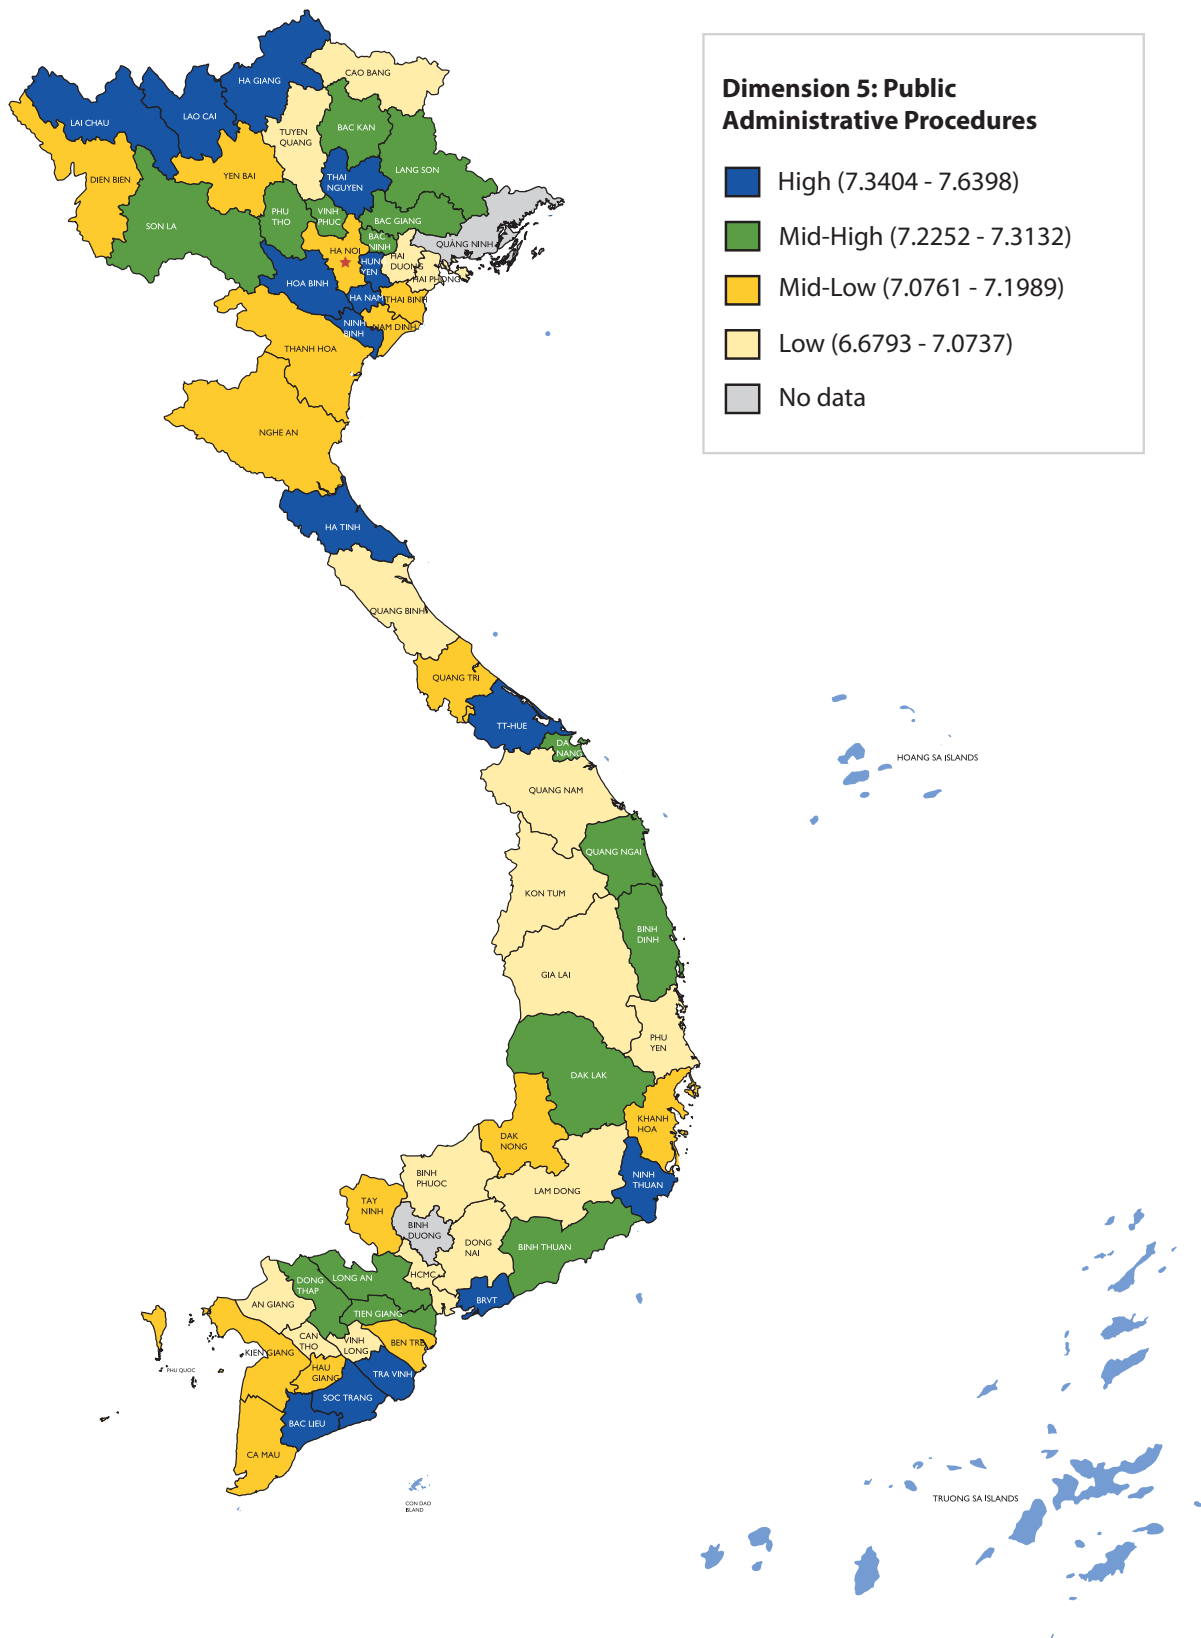 Dimension 5: Public
Administrative Procedures
High (7.3404 - 7.6398)
Mid-High (7.2252 - 7.3132)
Mid-Low (7.0761 - 7.1989)
Low (6.6793 - 7.0737)
No data
HA GIANG
CAO BANG
LAI CHAU
LAO CAI
TUYEN
QUANG
BAC KAN
DIEN BIEN
YEN BAI
THAI
NGUYEN
LANG SON
SON LA
PHU
THO
VINH
PHUC
BAC GIANG
BAC
NINH
QUANG NINH
HA NOI
HUNG
YEN
HAI
DUONG
HAI PHONG
HOA BINH
HA NAM
THAI BINH
NINH
BINH
NAM DINH
THANH HOA
NGHE AN
HA TINH
QUANG BINH
QUANG TRI
TT-HUE
DA
NANG
HOANG SA ISLANDS
QUANG NAM
QUANG NGAI
KON TUM
BINH
DINH
GIA LAI
PHU
YEN
DAK LAK
KHANH
HOA
DAK
NONG
BINH
PHUOC
NINH
THUAN
LAM DONG
TAY
NINH
BINH
DUONG
DONG
NAI
BINH THUAN
HCMC
DONG
THAP
LONG AN
BRVT
AN GIANG
TIEN GIANG
CAN
THO
VINH
LONG
BEN TRE
KIEN GIANG
PHU QUOC
HAU
GIANG
TRA VINH
SOC TRANG
BAC LIEU
CA MAU
CON DAO
ISLAND
TRUONG SA ISLANDS